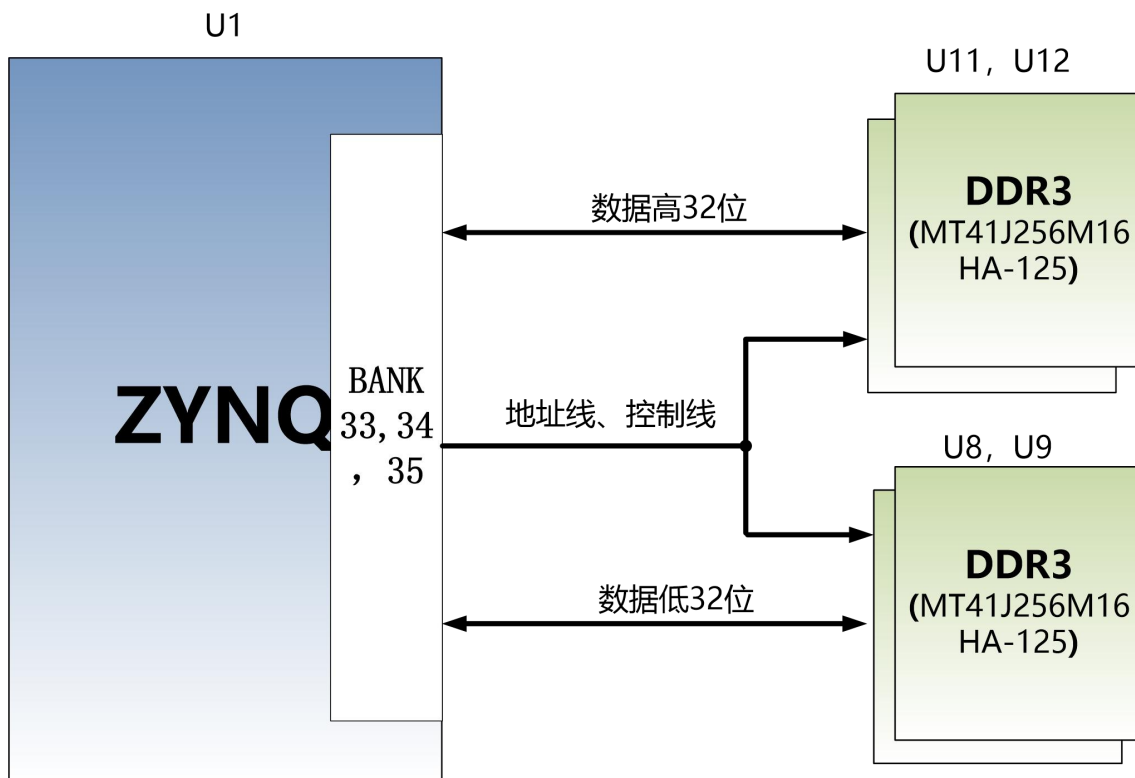 U1
U11，U12
DDR3
(MT41J256M16
HA-125)
数据高32位
ZYNQ
BANK
33,34
，35
地址线、控制线
U8，U9
DDR3
(MT41J256M16
HA-125)
数据低32位